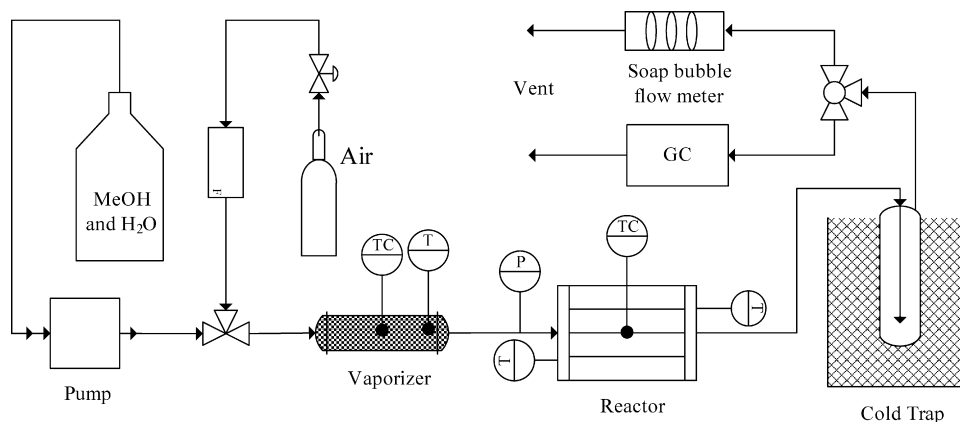 MeOH
and H₂O
F
Air
Vent
Soap bubble
flow meter
GC
TC
T
P
TC
T
T
Pump
Vaporizer
Reactor
Cold Trap